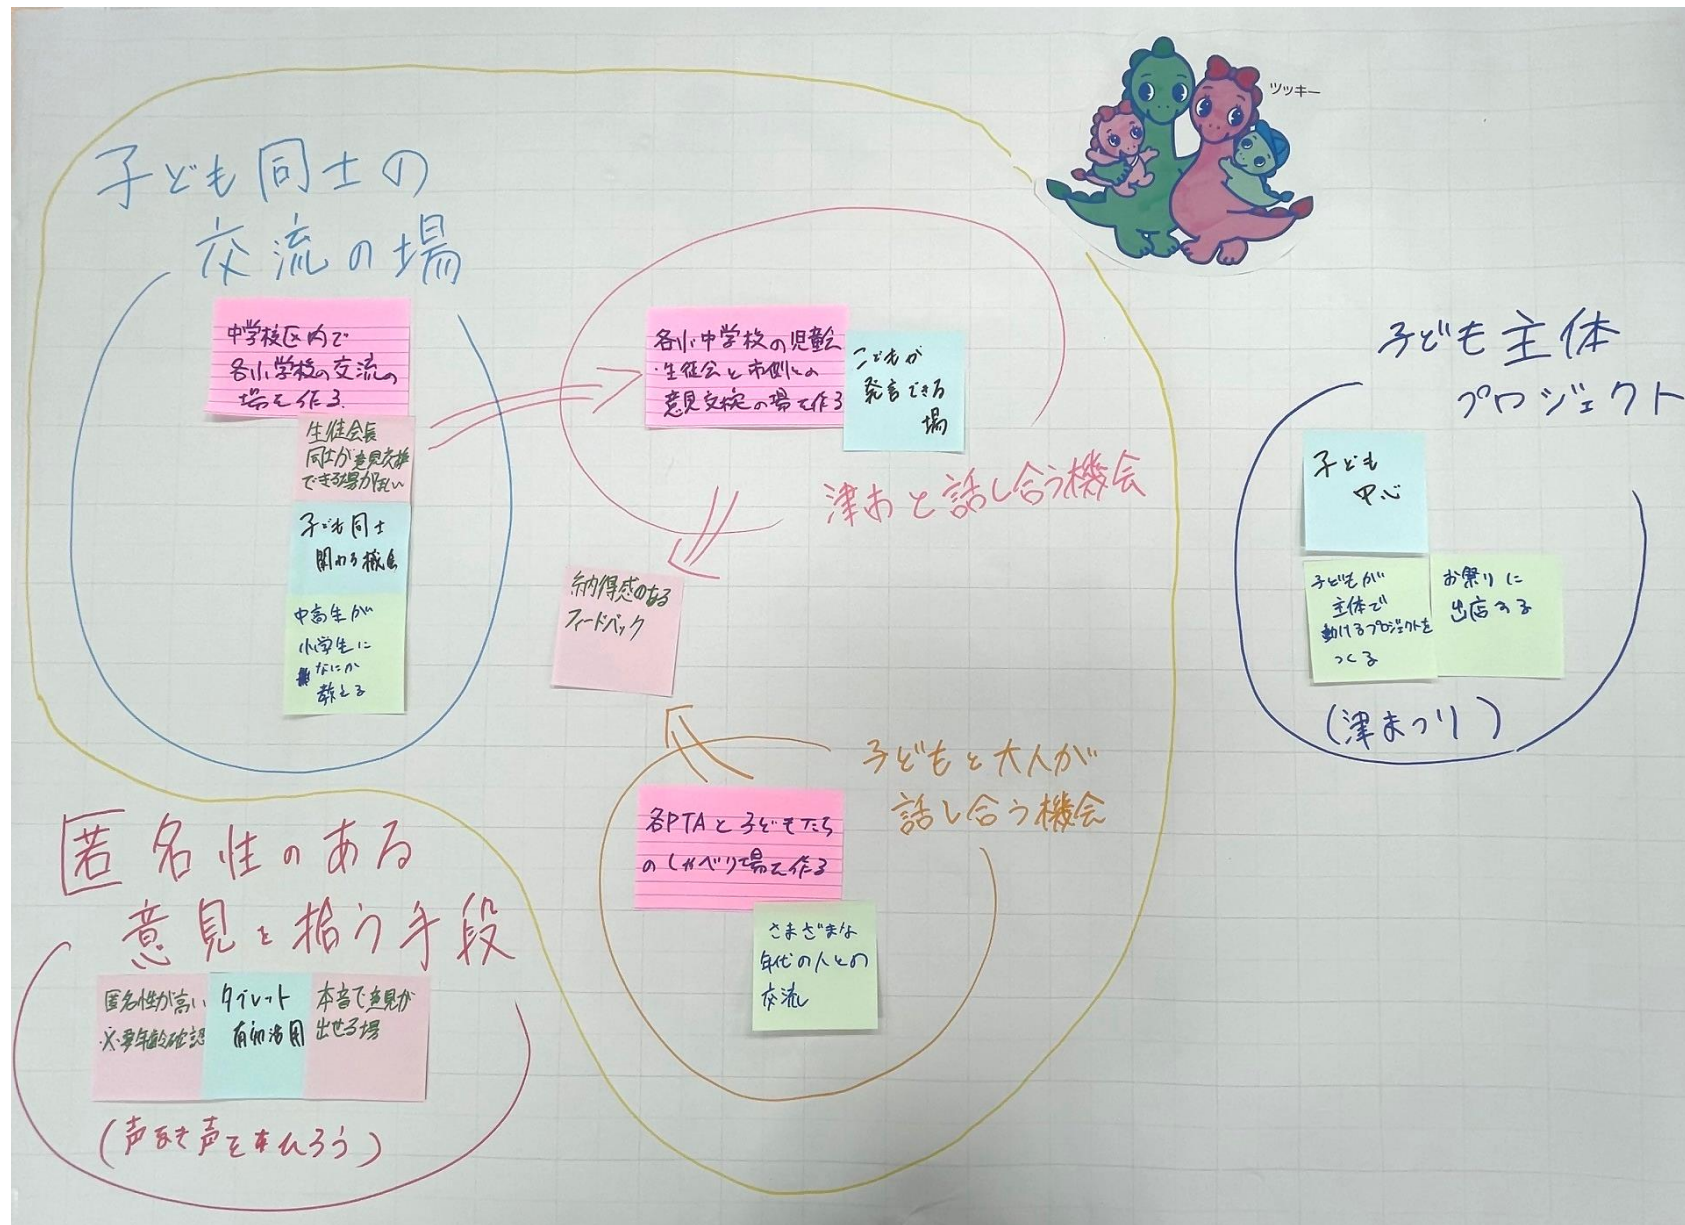 ツッキー
子ども同士の
交流の場
中学校区内で
各小学校の交流の
場を作る.
生徒会長
同士が意見交換
できる場が欲しい
子ども同士
関わる機会
中高生が
小学生に
なにか
教える
各小中学校の児童会
・生徒会と市側との
意見交換の場を作る
こどもが
発言できる
場
津市と話し合う機会
納得感のある
フィードバック
子どもと大人が
話し合う機会
各PTAと子どもたち
のしゃべり場を作る
さまざまな
年代の人との
交流
子ども主体
プロジェクト
子ども
中心
子どもが
主体で
動けるプロジェクトを
つくる
お祭りに
出店する
(津まつり)
匿名性のある
意見を拾う手段
匿名性が高い
※要年齢確認
タブレット
有効活用
本音で意見が
出せる場
(声なき声をひろう)